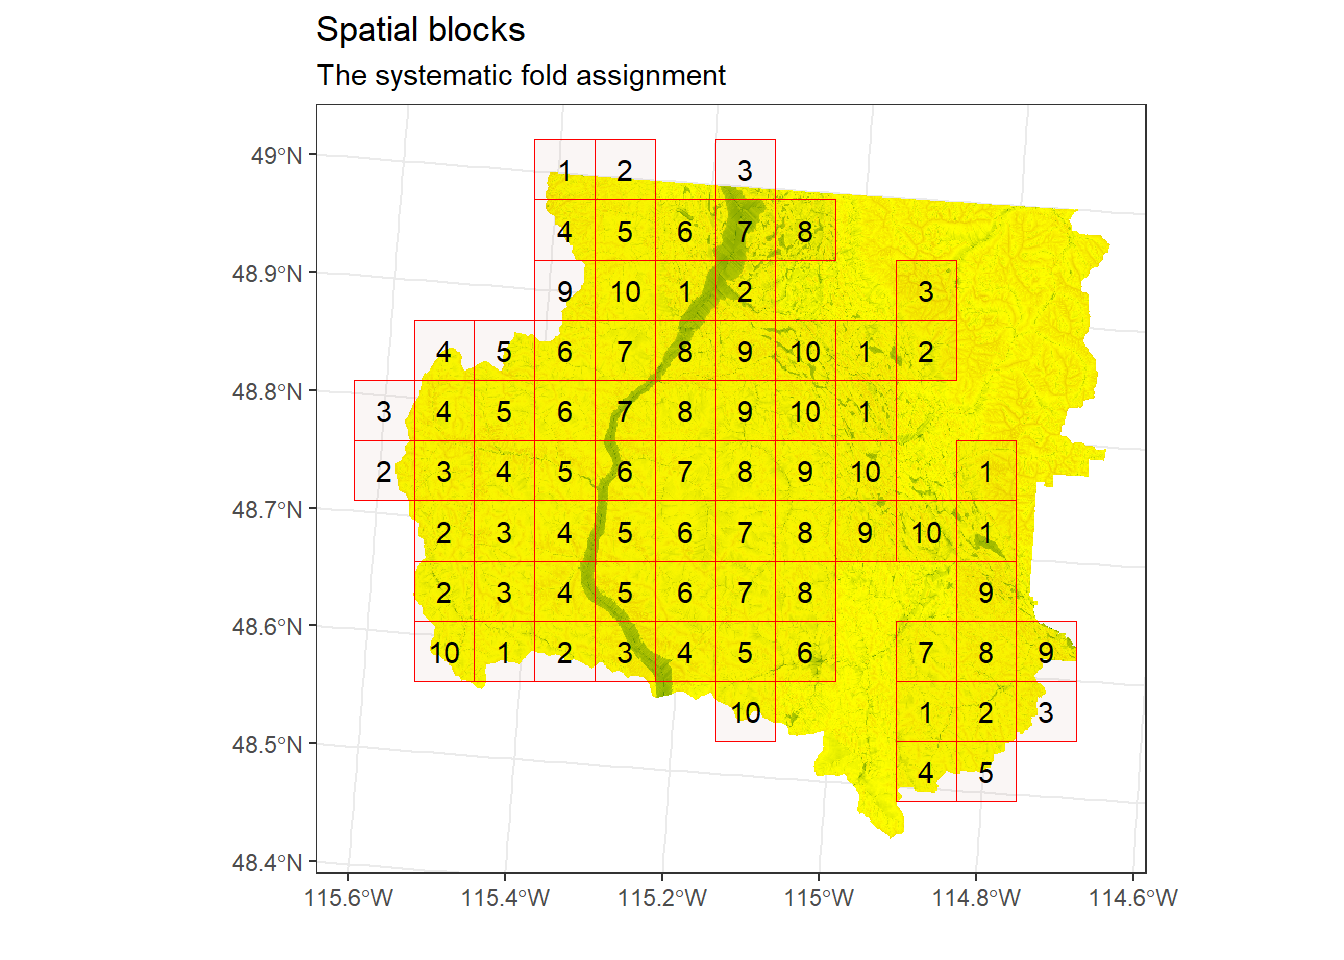 Spatial blocks
The systematic fold assignment
49°N
1 2 3
4 5 6 7 8
48.9°N
9 10 1 2 3
4 5 6 7 8 9 10 1 2
48.8°N
3 4 5 6 7 8 9 10 1
2 3 4 5 6 7 8 9 10 1
48.7°N
2 3 4 5 6 7 8 9 10 1
2 3 4 5 6 7 8 9
48.6°N
10 1 2 3 4 5 6 7 8 9
10 1 2 3
48.5°N
4 5
48.4°N
115.6°W 115.4°W 115.2°W 115°W 114.8°W 114.6°W